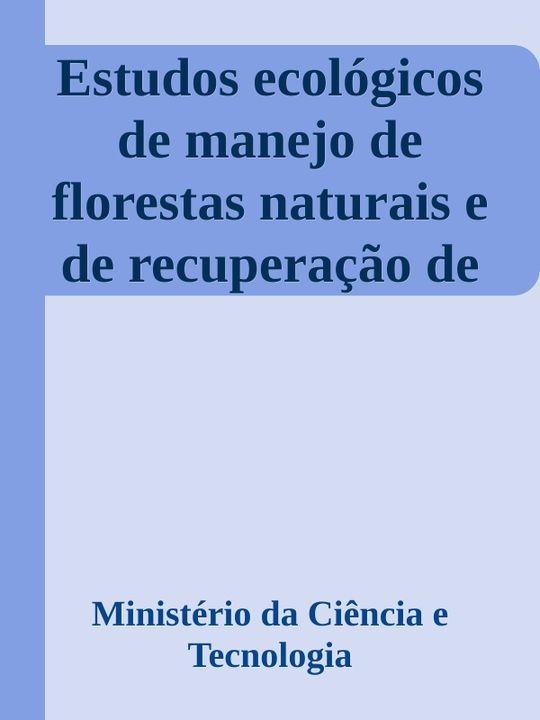 Estudos ecológicos
de manejo de
florestas naturais e
de recuperação de
Ministério da Ciência e
Tecnologia